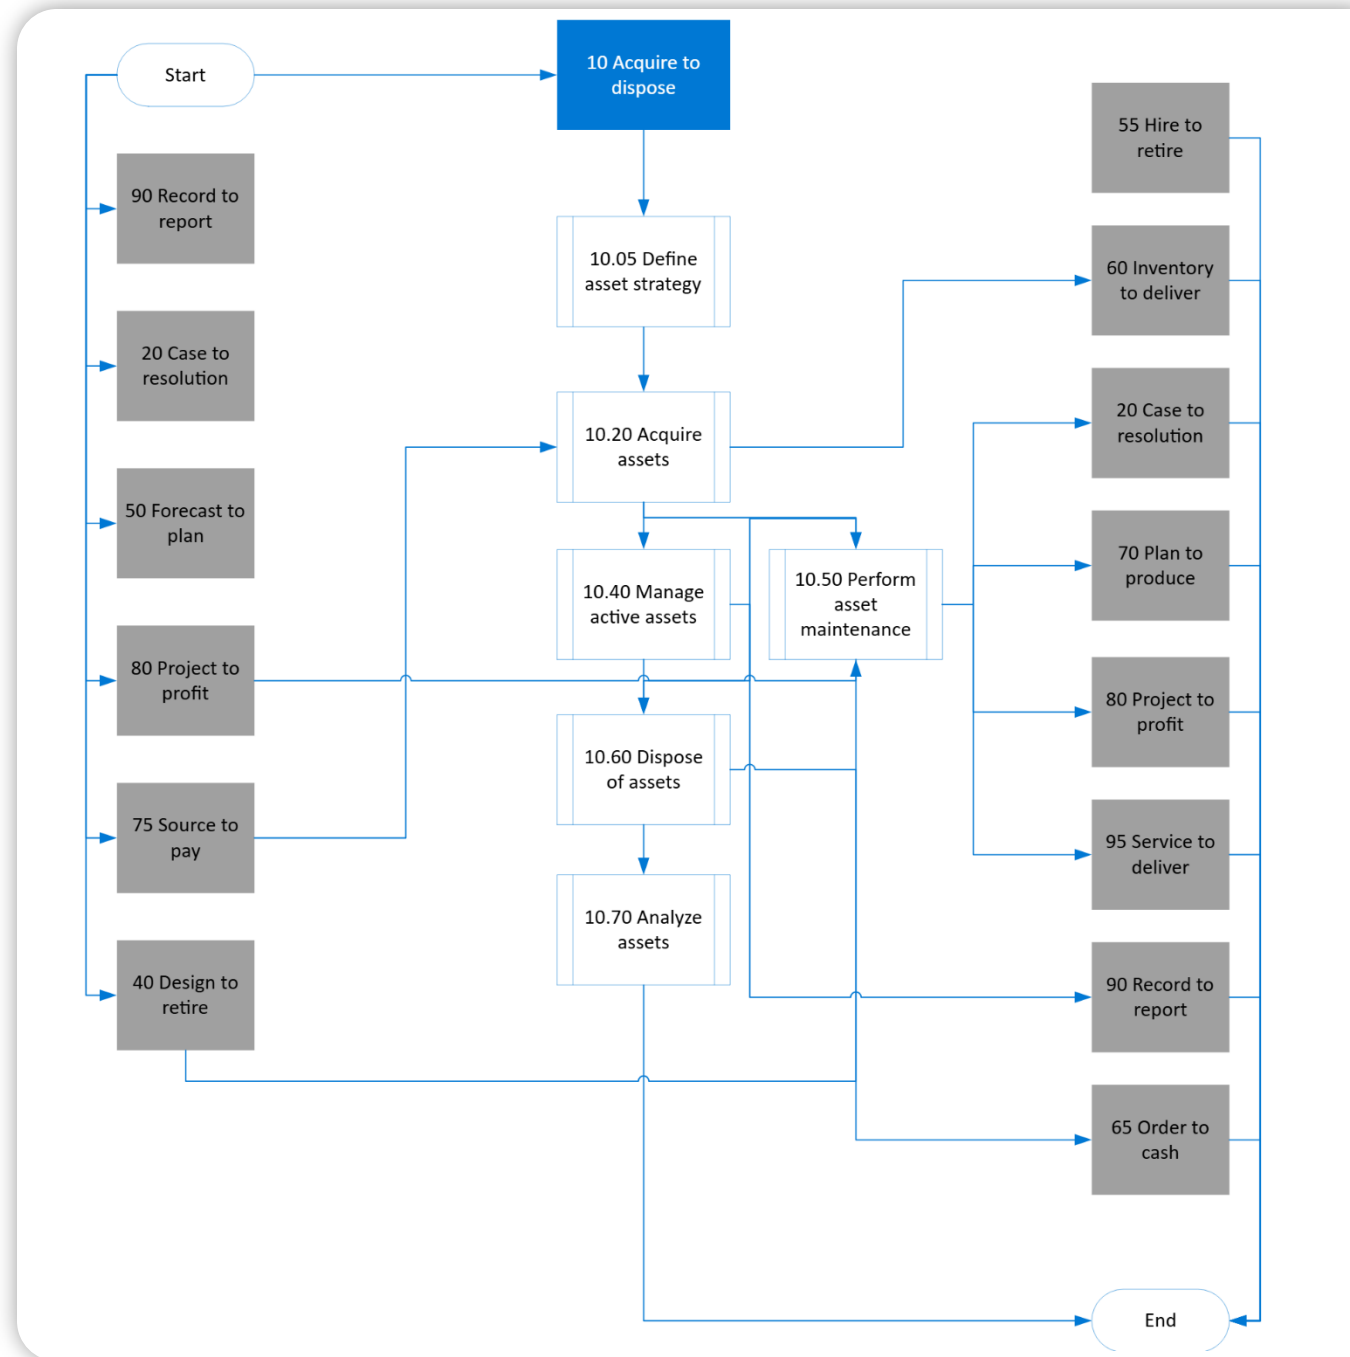 Start
10 Acquire to
dispose
90 Record to
report
20 Case to
resolution
50 Forecast to
plan
80 Project to
profit
75 Source to
pay
40 Design to
retire
10.05 Define
asset strategy
10.20 Acquire
assets
10.40 Manage
active assets
10.50 Perform
asset
maintenance
10.60 Dispose
of assets
10.70 Analyze
assets
55 Hire to
retire
60 Inventory
to deliver
20 Case to
resolution
70 Plan to
produce
80 Project to
profit
95 Service to
deliver
90 Record to
report
65 Order to
cash
End